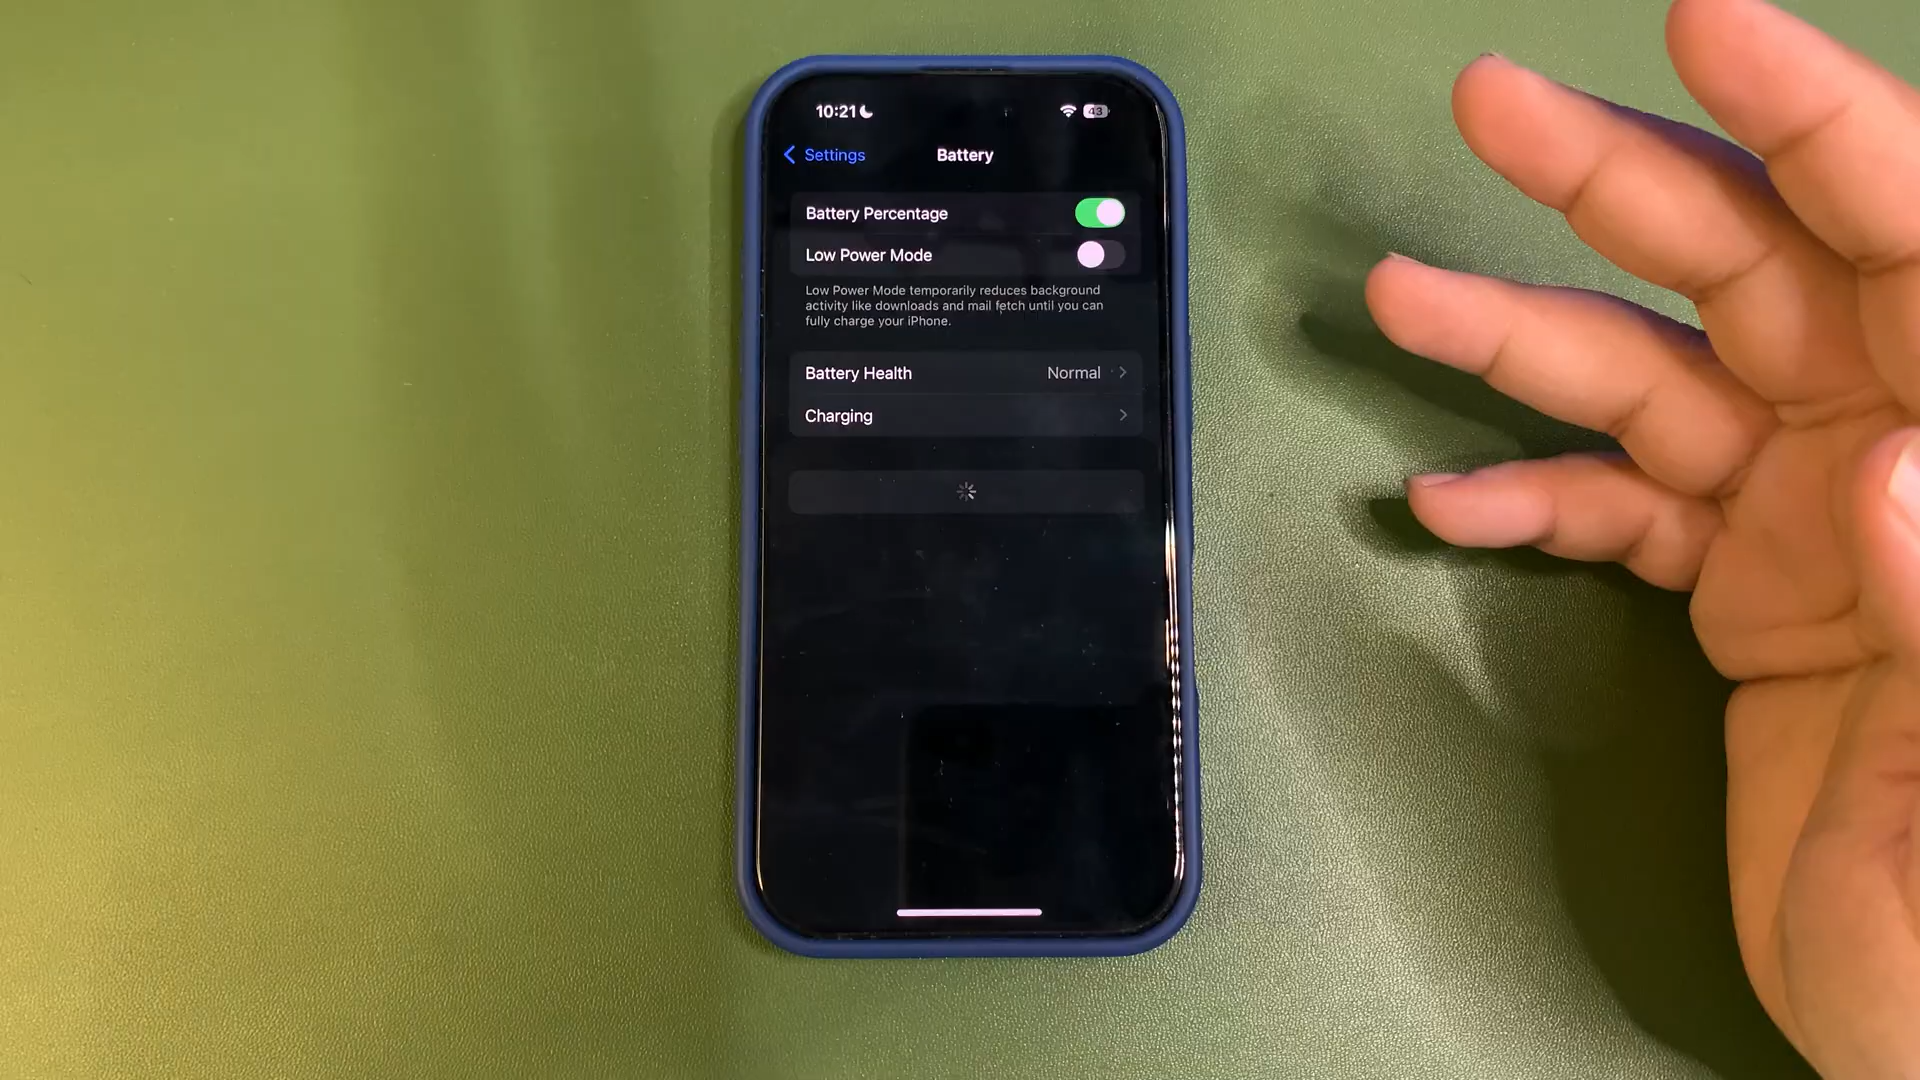 10:21
43
Settings
Battery
Battery Percentage
Low Power Mode
Low Power Mode temporarily reduces background
activity like downloads and mail fetch until you can
fully charge your iPhone.
Battery Health
Normal
Charging